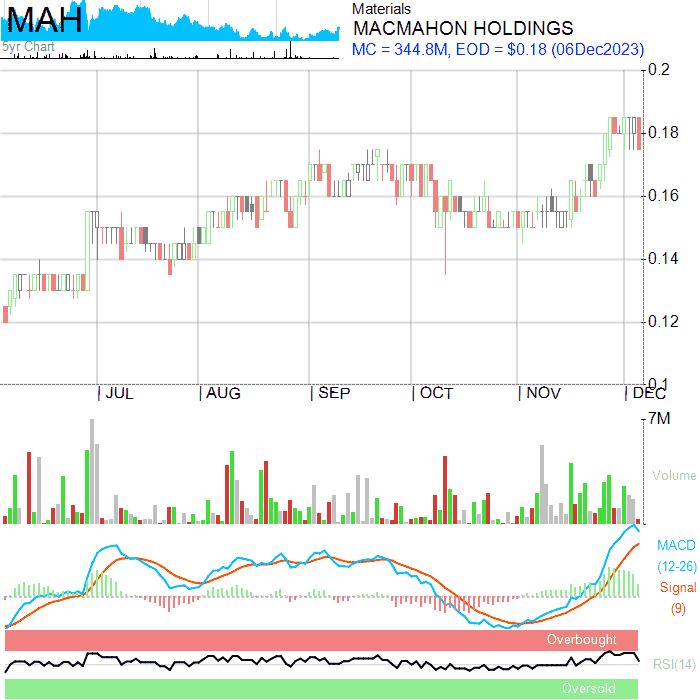 MAH
5yr Chart
Materials
MACMAHON HOLDINGS
MC = 344.8M, EOD = $0.18 (06Dec2023)
0.2
0.18
0.16
0.14
0.12
0.1
JUL AUG SEP OCT NOV DEC
7M
Volume
MACD
(12-26)
Signal
(9)
Overbought
RSI(14)
Oversold